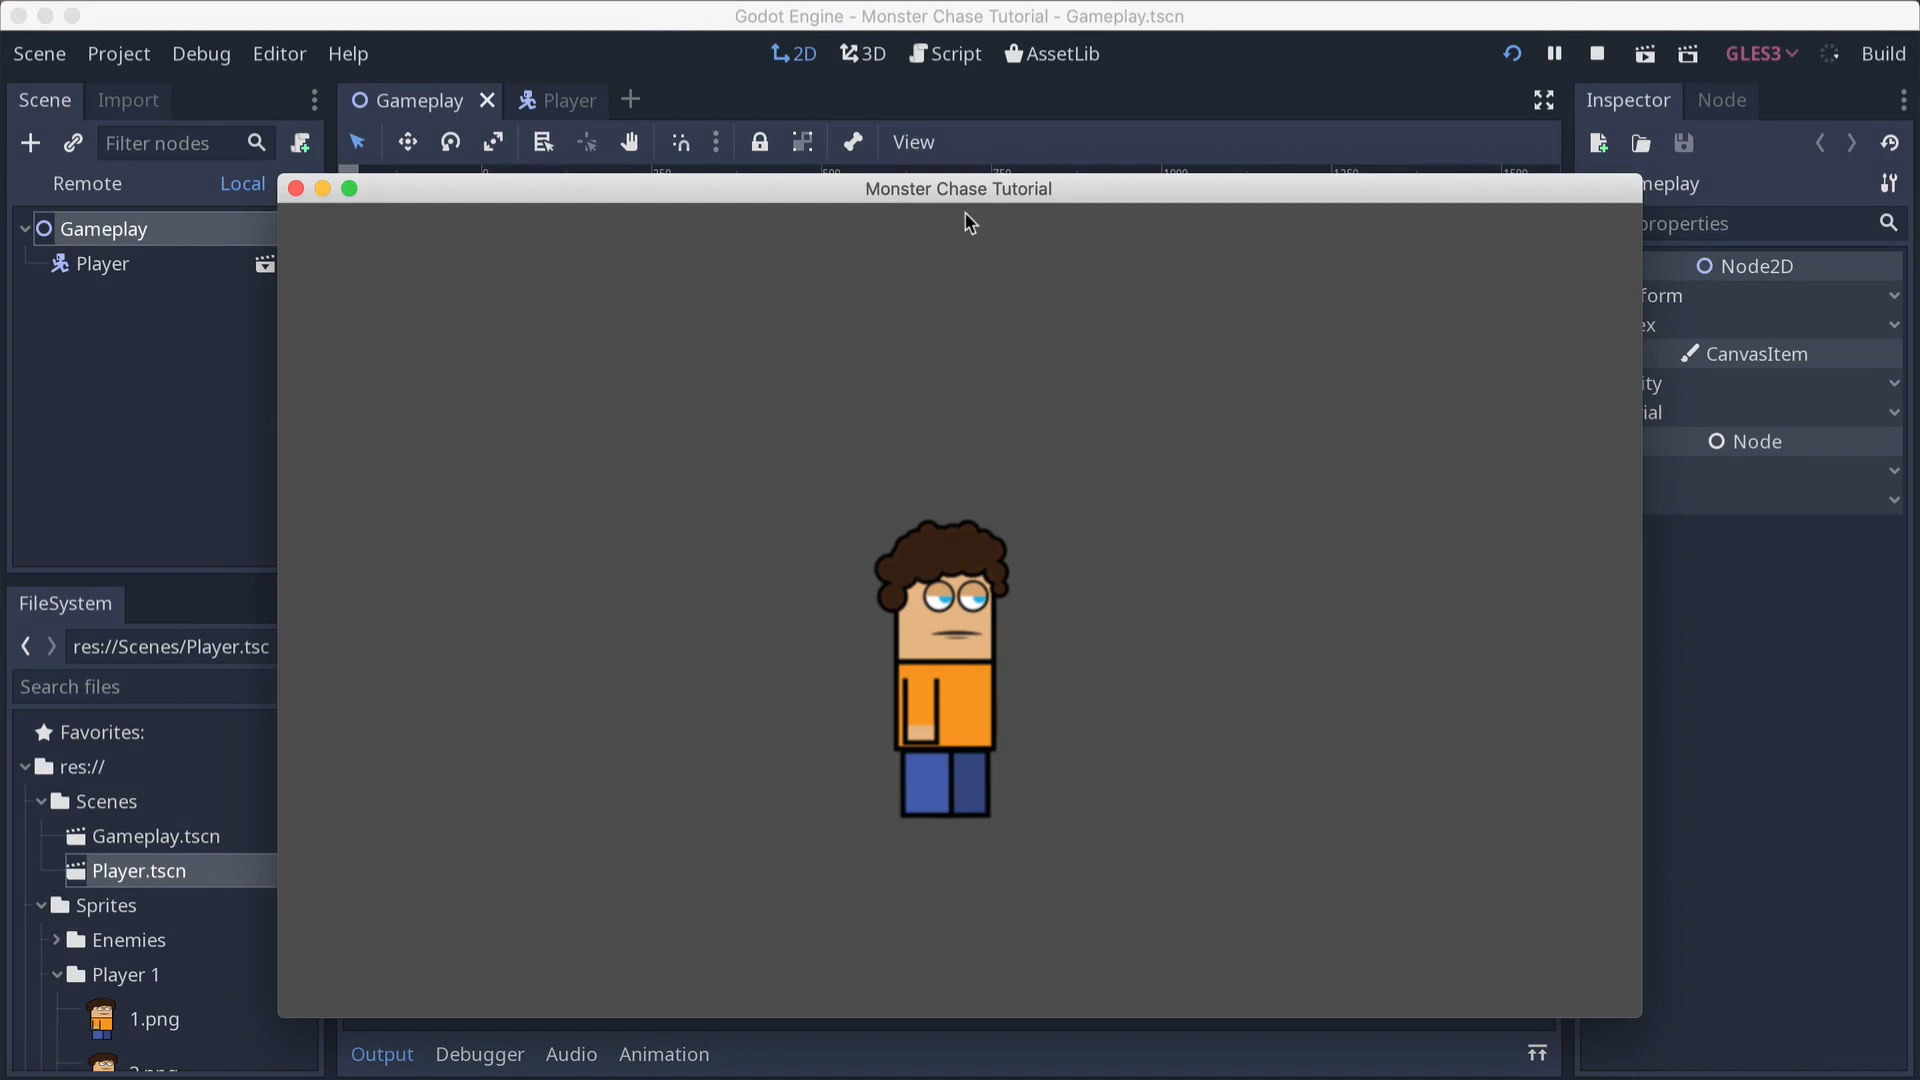 Godot Engine - Monster Chase Tutorial - Gameplay.tscn
Scene Project Debug Editor Help 2D 3D Script AssetLib GLES3 Build
Scene Import Gameplay Player Inspector Node
Filter nodes View
Remote Local Monster Chase Tutorial meplay
Gameplay properties
Player Node2D
form
ex
CanvasItem
ity
ial
Node
FileSystem
res://Scenes/Player.tsc
Search files
Favorites:
res://
Scenes
Gameplay.tscn
Player.tscn
Sprites
Enemies
Player 1
1.png
Output Debugger Audio Animation